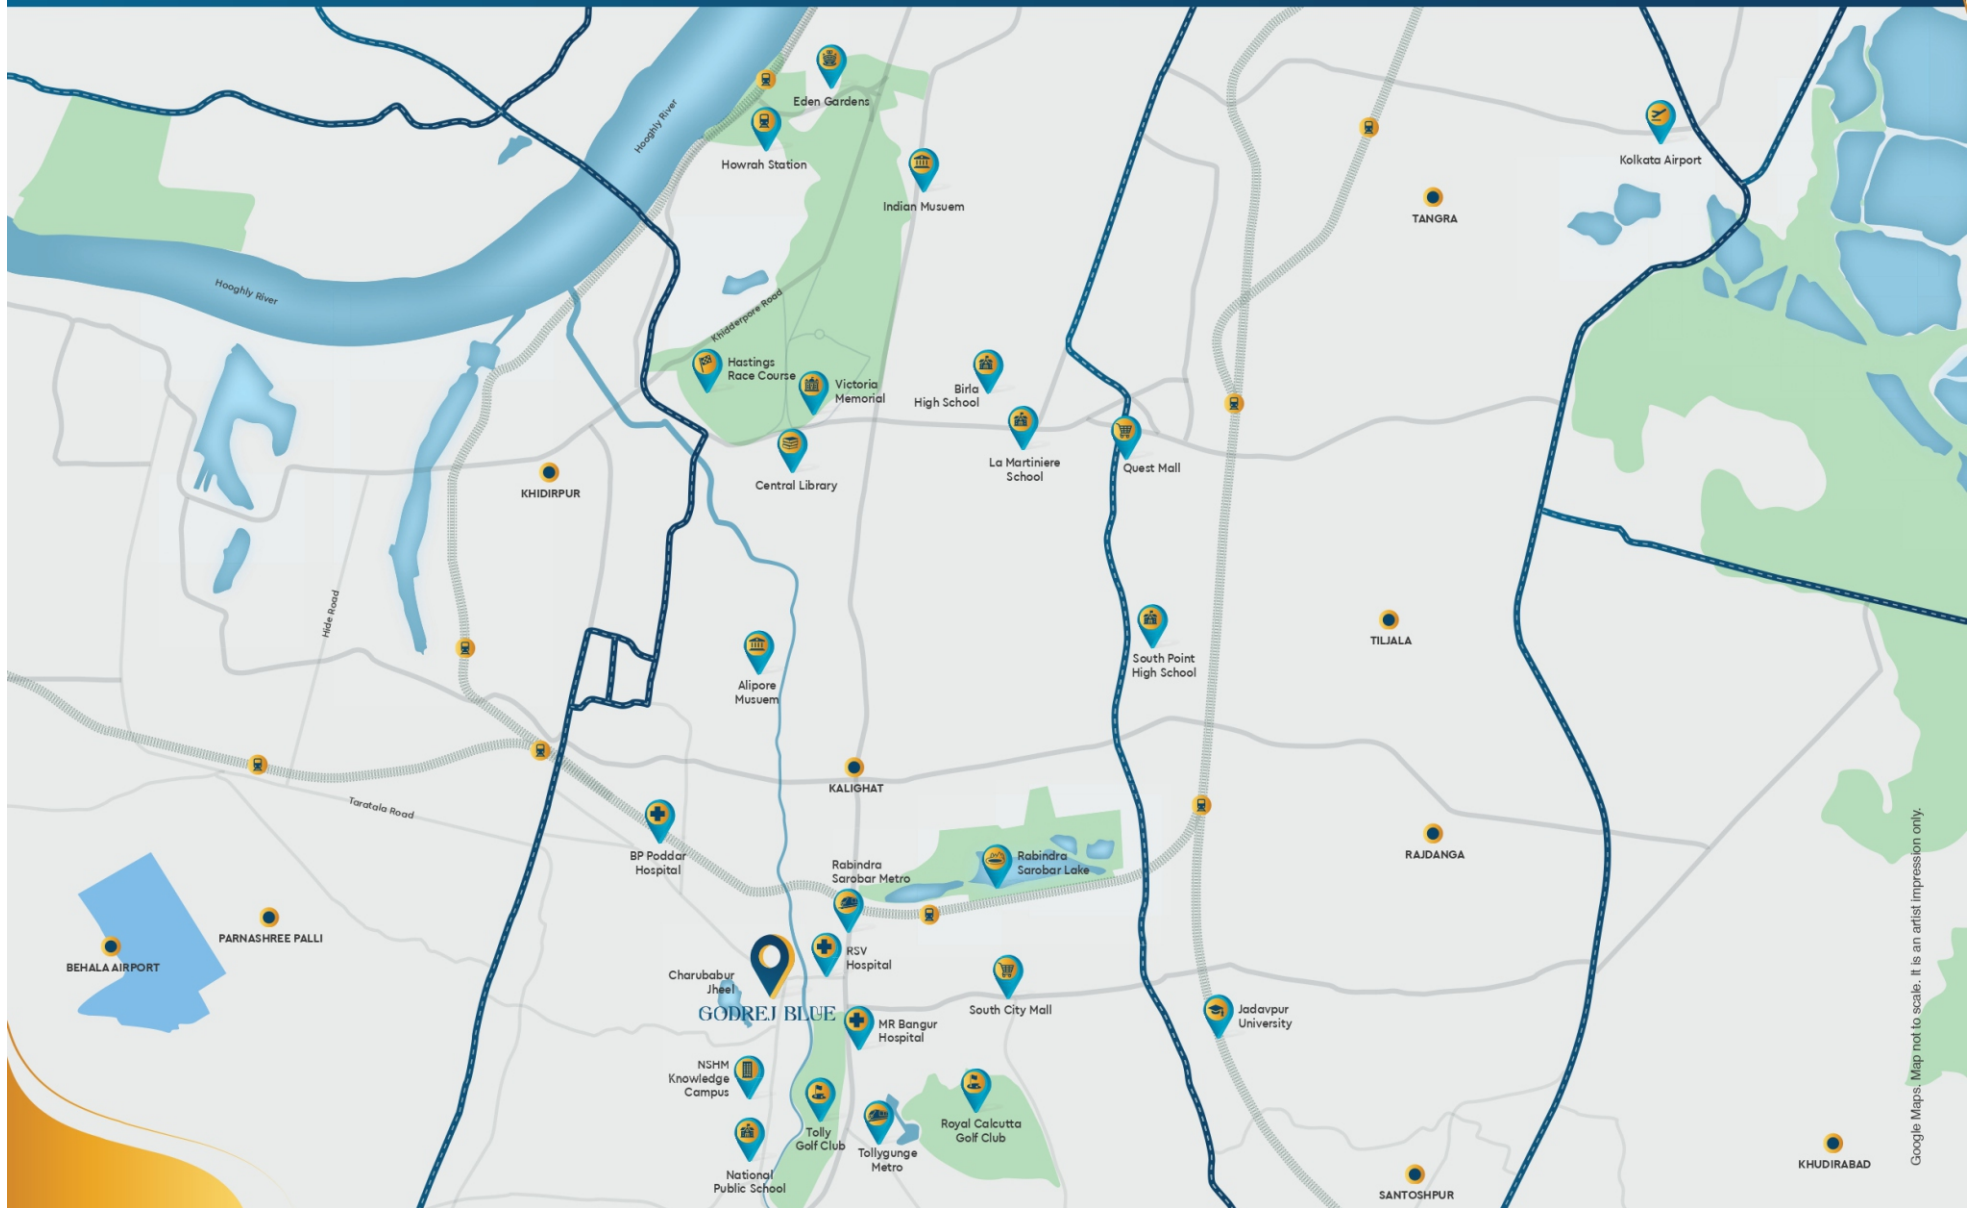 Eden Gardens
Hooghly River
Howrah Station
Kolkata Airport
Indian Musuem
TANGRA
Hooghly River
Khidderpore Road
Hastings
Race Course
Victoria
Memorial
Birla
High School
La Martiniere
School
Quest Mall
Central Library
KHIDIRPUR
Hide Road
South Point
High School
TILJALA
Alipore
Musuem
KALIGHAT
Taratala Road
BP Poddar
Hospital
Rabindra
Sarobar Metro
Rabindra
Sarobar Lake
RAJDANGA
PARNASHREE PALLI
BEHALA AIRPORT
RSV
Hospital
Charubabur
Jheel
GODREJ BLUE
South City Mall
Jadavpur
University
MR Bangur
Hospital
NSHM
Knowledge
Campus
Tolly
Golf Club
Royal Calcutta
Golf Club
Tollygunge
Metro
National
Public School
SANTOSHPUR
KHUDIRABAD
Google Maps. Map not to scale. It is an artist impression only.